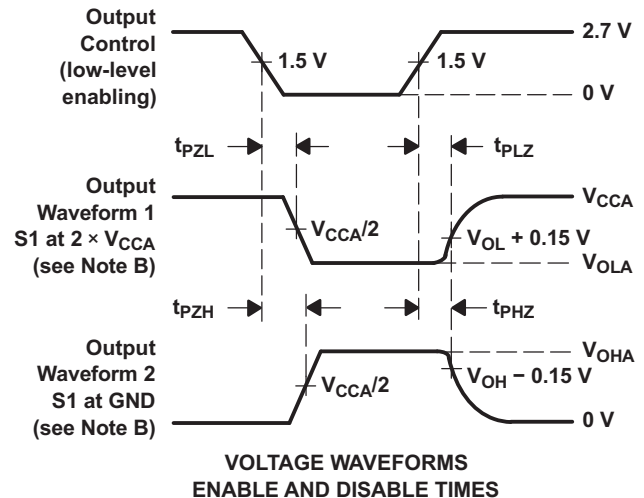 Output
Control
(low-level
enabling)
1.5 V
1.5 V
2.7 V
0 V
tPZL
tPLZ
Output
Waveform 1
S1 at 2 × VCCA
(see Note B)
VCCA/2
VCCA
VOL + 0.15 V
VOLA
tPZH
tPHZ
Output
Waveform 2
S1 at GND
(see Note B)
VCCA/2
VOHA
VOH − 0.15 V
0 V
VOLTAGE WAVEFORMS
ENABLE AND DISABLE TIMES